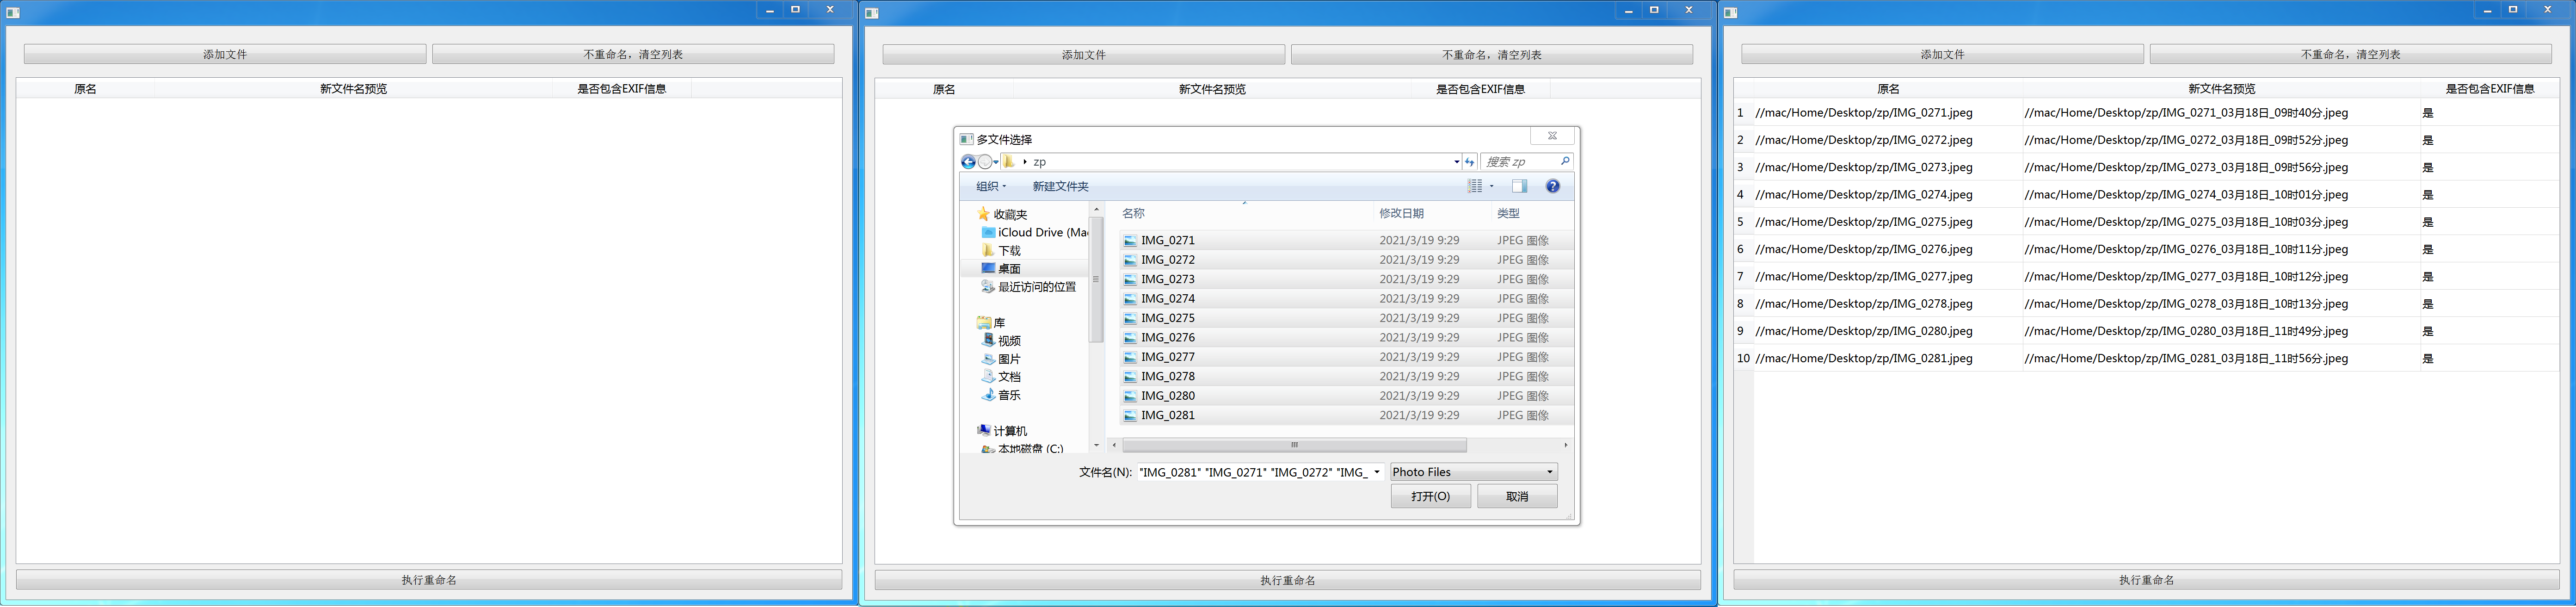 添加文件
不重命名，清空列表
原名 新文件名预览 是否包含EXIF信息
执行重命名
添加文件
不重命名，清空列表
原名 新文件名预览 是否包含EXIF信息
多文件选择
zp
搜索 zp
组织
新建文件夹
收藏夹
iCloud Drive (Mac
下载
桌面
最近访问的位置
库
视频
图片
文档
音乐
计算机
本地磁盘 (C:)
名称 修改日期 类型
IMG_0271 2021/3/19 9:29 JPEG 图像
IMG_0272 2021/3/19 9:29 JPEG 图像
IMG_0273 2021/3/19 9:29 JPEG 图像
IMG_0274 2021/3/19 9:29 JPEG 图像
IMG_0275 2021/3/19 9:29 JPEG 图像
IMG_0276 2021/3/19 9:29 JPEG 图像
IMG_0277 2021/3/19 9:29 JPEG 图像
IMG_0278 2021/3/19 9:29 JPEG 图像
IMG_0280 2021/3/19 9:29 JPEG 图像
IMG_0281 2021/3/19 9:29 JPEG 图像
文件名(N): "IMG_0281" "IMG_0271" "IMG_0272" "IMG_
Photo Files
打开(O)
取消
执行重命名
添加文件
不重命名，清空列表
原名 新文件名预览 是否包含EXIF信息
1 //mac/Home/Desktop/zp/IMG_0271.jpeg //mac/Home/Desktop/zp/IMG_0271_03月18日_09时40分.jpeg 是
2 //mac/Home/Desktop/zp/IMG_0272.jpeg //mac/Home/Desktop/zp/IMG_0272_03月18日_09时52分.jpeg 是
3 //mac/Home/Desktop/zp/IMG_0273.jpeg //mac/Home/Desktop/zp/IMG_0273_03月18日_09时56分.jpeg 是
4 //mac/Home/Desktop/zp/IMG_0274.jpeg //mac/Home/Desktop/zp/IMG_0274_03月18日_10时01分.jpeg 是
5 //mac/Home/Desktop/zp/IMG_0275.jpeg //mac/Home/Desktop/zp/IMG_0275_03月18日_10时03分.jpeg 是
6 //mac/Home/Desktop/zp/IMG_0276.jpeg //mac/Home/Desktop/zp/IMG_0276_03月18日_10时11分.jpeg 是
7 //mac/Home/Desktop/zp/IMG_0277.jpeg //mac/Home/Desktop/zp/IMG_0277_03月18日_10时12分.jpeg 是
8 //mac/Home/Desktop/zp/IMG_0278.jpeg //mac/Home/Desktop/zp/IMG_0278_03月18日_10时13分.jpeg 是
9 //mac/Home/Desktop/zp/IMG_0280.jpeg //mac/Home/Desktop/zp/IMG_0280_03月18日_11时49分.jpeg 是
10 //mac/Home/Desktop/zp/IMG_0281.jpeg //mac/Home/Desktop/zp/IMG_0281_03月18日_11时56分.jpeg 是
执行重命名